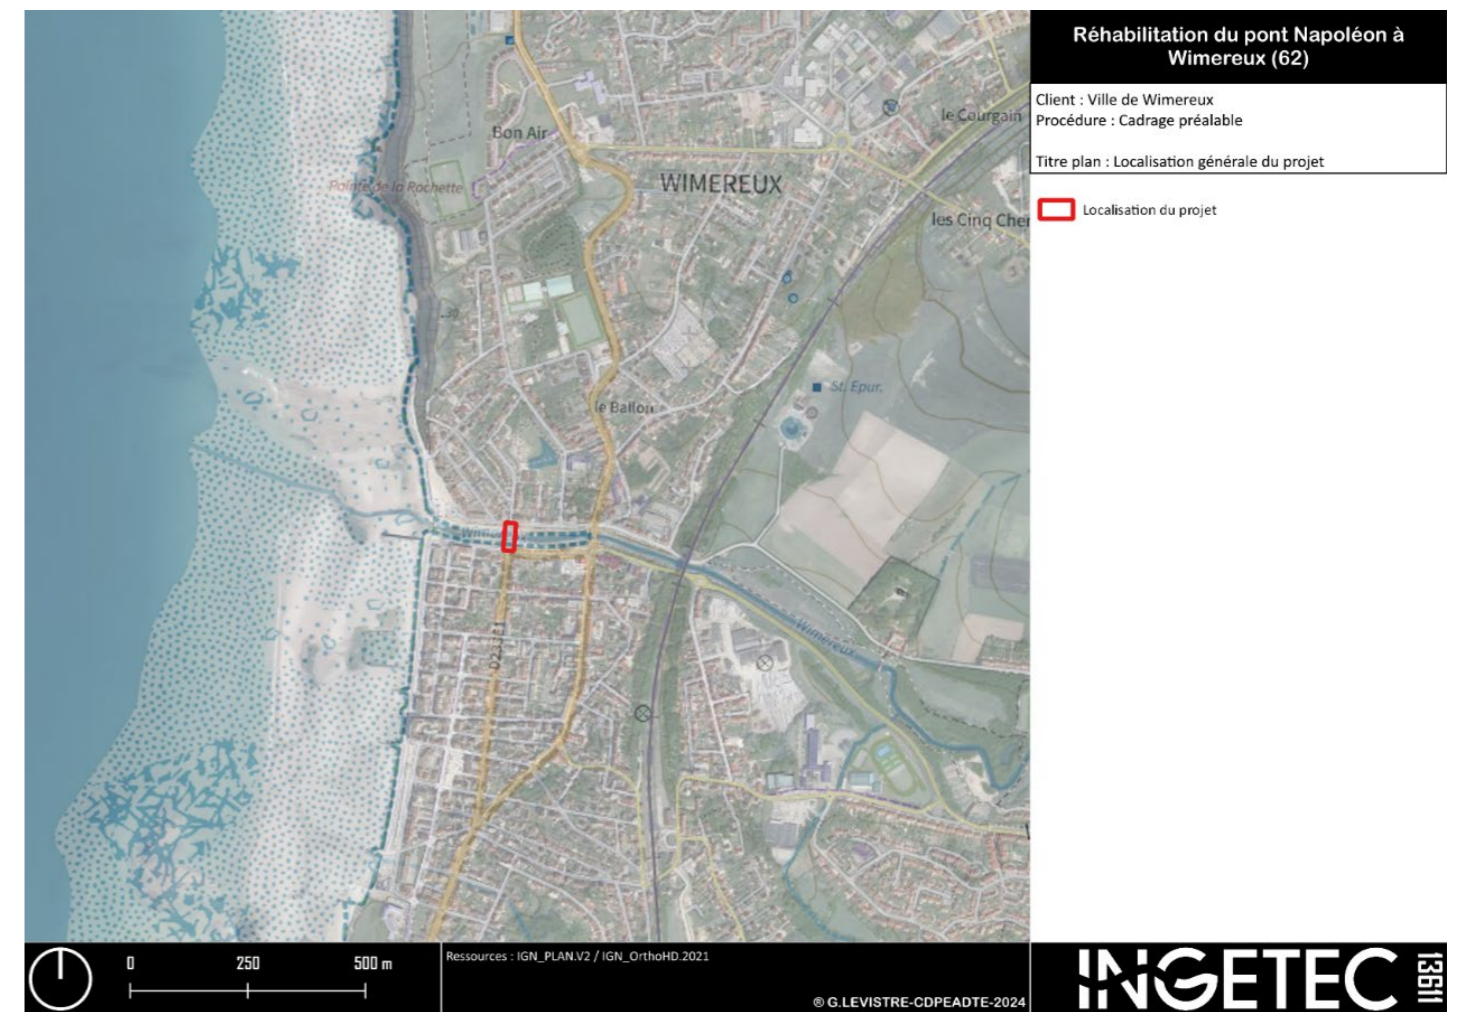 Réhabilitation du pont Napoléon à
Wimereux (62)
Client : Ville de Wimereux
Procédure : Cadrage préalable
Titre plan : Localisation générale du projet
Localisation du projet
le Courgain
Bon Air
WIMEREUX
Pointe de la Rochette
les Cinq Cher
30
St. Epur.
le Ballon
Wimereux
0
250
500 m
Ressources : IGN_PLAN.V2 / IGN_OrthoHD.2021
® G.LEVISTRE-CDPEADTE-2024
INGETEC
13611